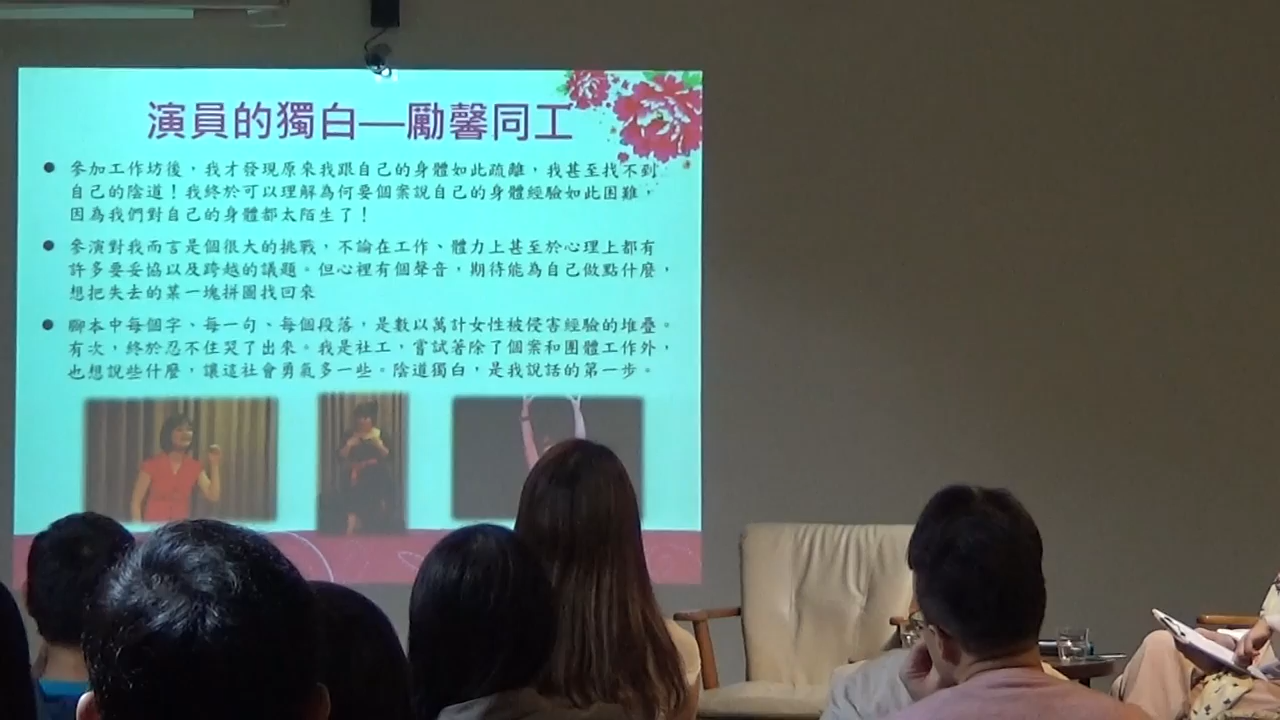 演員的獨白—勵馨同工
參加工作坊後，我才發現原來我跟自己的身體如此疏離，我甚至找不到
自己的陰道！我終於可以理解為何要個案說自己的身體經驗如此困難，
因為我們對自己的身體都太陌生了！
參演對我而言是個很大的挑戰，不論在工作、體力上甚至於心理上都有
許多要妥協以及跨越的議題。但心裡有個聲音，期待能為自己做點什麼，
想把失去的某一塊拼圖找回來
腳本中每個字、每一句、每個段落，是數以萬計女性被侵害經驗的堆疊。
有次，終於忍不住哭了出來。我是社工，嘗試著除了個案和團體工作外，
也想說些什麼，讓這社會勇氣多一些。陰道獨白，是我說話的第一步。